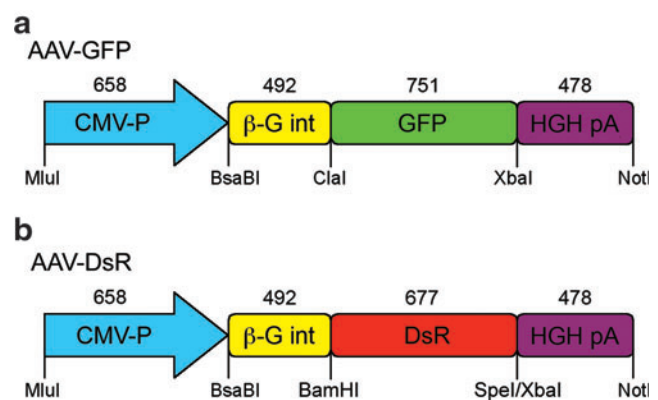 a
AAV-GFP
658 492 751 478
CMV-P β-G int GFP HGH pA
MluI BsaBI ClaI XbaI NotI
b
AAV-DsR
658 492 677 478
CMV-P β-G int DsR HGH pA
MluI BsaBI BamHI SpeI/XbaI NotI